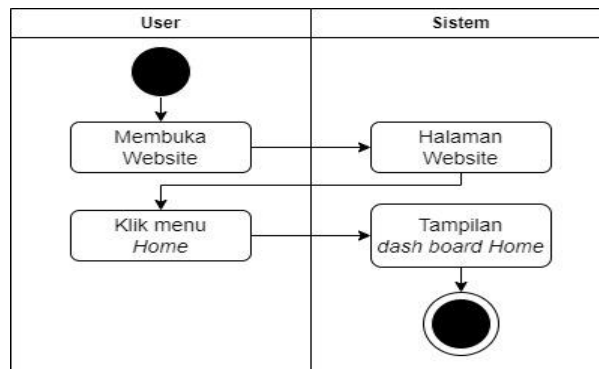 User
Sistem
Membuka
Website
Halaman
Website
Klik menu
Home
Tampilan
dash board Home